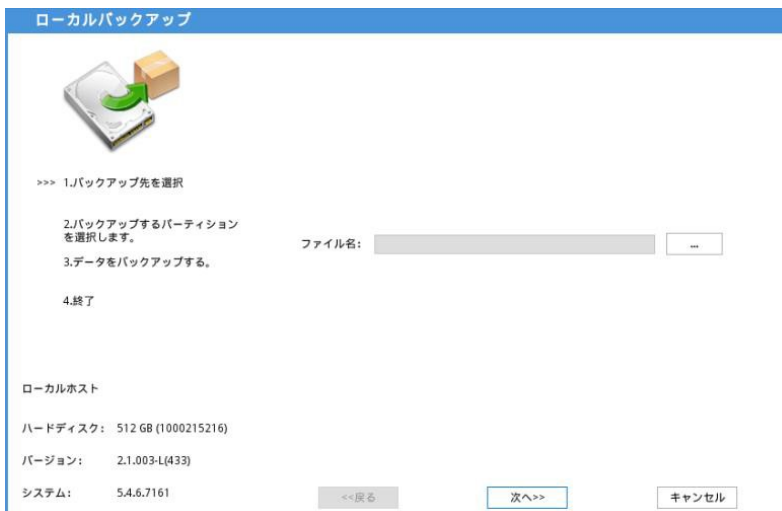 ローカルバックアップ
>>> 1.バックアップ先を選択
2.バックアップするパーティション
を選択します。
3.データをバックアップする。
4.終了
ファイル名:
...
ローカルホスト
ハードディスク: 512 GB (1000215216)
バージョン: 2.1.003-L(433)
システム: 5.4.6.7161
<<戻る
次へ>>
キャンセル